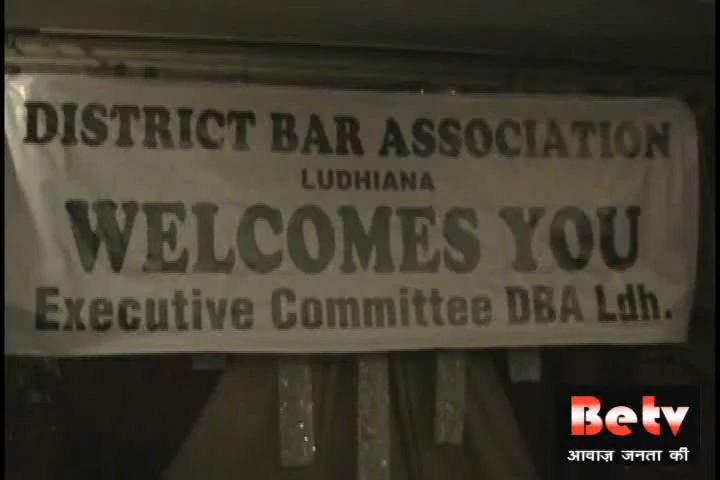 DISTRICT BAR ASSOCIATION
LUDHIANA
WELCOMES YOU
Executive Committee DBA Ldh.
Betv
आवाज़ जनता की